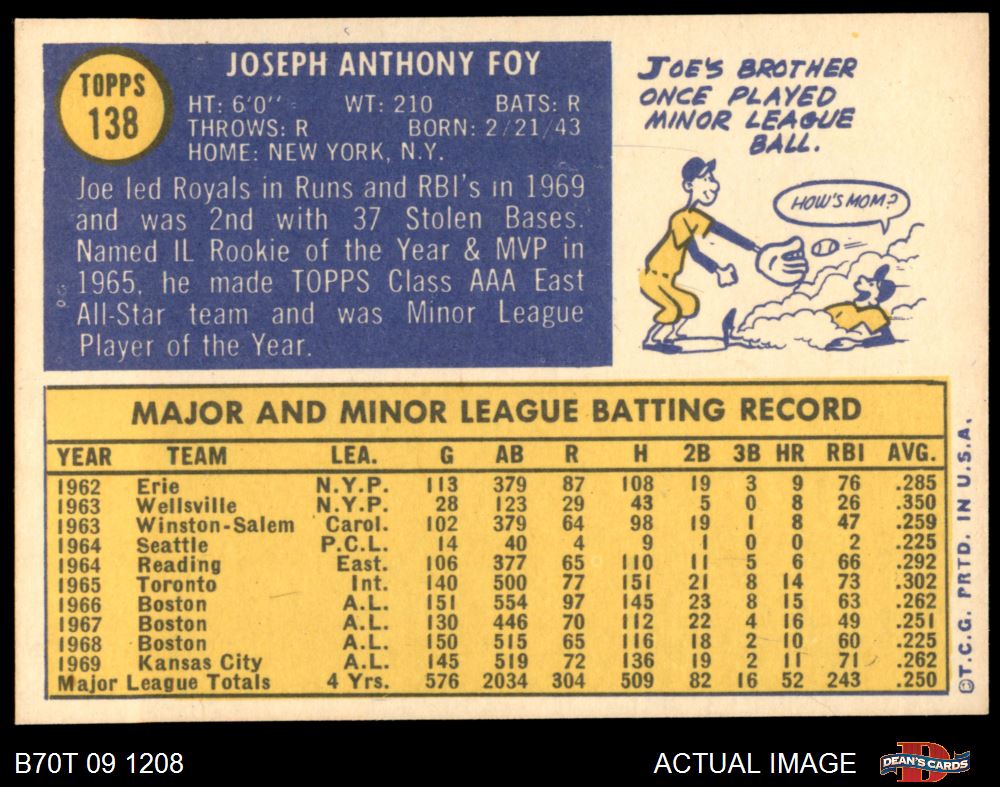 TOPPS
138
JOSEPH ANTHONY FOY
HT: 6'0" WT: 210 BATS: R
THROWS: R BORN: 2/21/43
HOME: NEW YORK, N.Y.
Joe led Royals in Runs and RBI's in 1969
and was 2nd with 37 Stolen Bases.
Named IL Rookie of the Year & MVP in
1965, he made TOPPS Class AAA East
All-Star team and was Minor League
Player of the Year.
JOE'S BROTHER
ONCE PLAYED
MINOR LEAGUE
BALL.
HOW'S MOM?
MAJOR AND MINOR LEAGUE BATTING RECORD
YEAR TEAM LEA. G AB R H 2B 3B HR RBI AVG.
1962 Erie N.Y.P. 113 379 87 108 19 3 9 76 .285
1963 Wellsville N.Y.P. 28 123 29 43 5 0 8 26 .350
1963 Winston-Salem Carol. 102 379 64 98 19 1 8 47 .259
1964 Seattle P.C.L. 14 40 4 9 1 0 0 2 .225
1964 Reading East. 106 377 65 110 11 5 6 66 .292
1965 Toronto Int. 140 500 77 151 21 8 14 73 .302
1966 Boston A.L. 151 554 97 145 23 8 15 63 .262
1967 Boston A.L. 130 446 70 112 22 4 16 49 .251
1968 Boston A.L. 150 515 65 116 18 2 10 60 .225
1969 Kansas City A.L. 145 519 72 136 19 2 11 71 .262
Major League Totals 4 Yrs. 576 2034 304 509 82 16 52 243 .250
©T.C.G. PRTD. IN U.S.A.
B70T 09 1208
ACTUAL IMAGE
DEAN'S CARDS